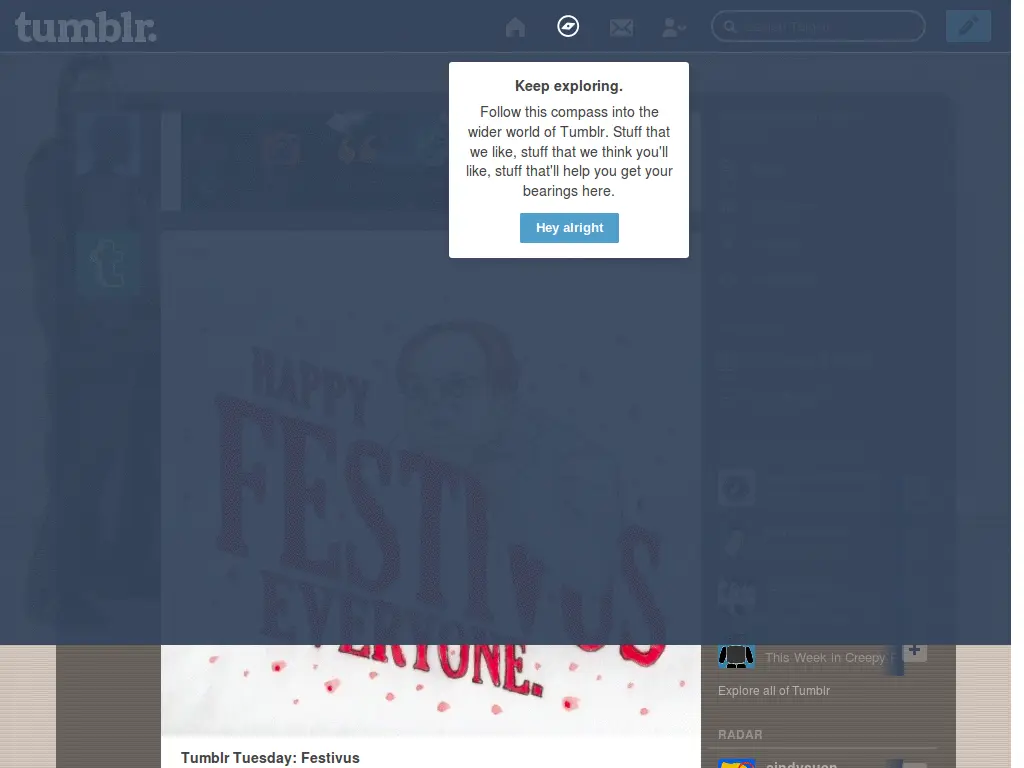 tumblr.
Keep exploring.
Follow this compass into the
wider world of Tumblr. Stuff that
we like, stuff that we think you'll
like, stuff that'll help you get your
bearings here.
Hey alright
HAPPY
FESTIVUS
EVERYONE.
This Week in Creepy
Explore all of Tumblr
RADAR
Tumblr Tuesday: Festivus
cindysuen